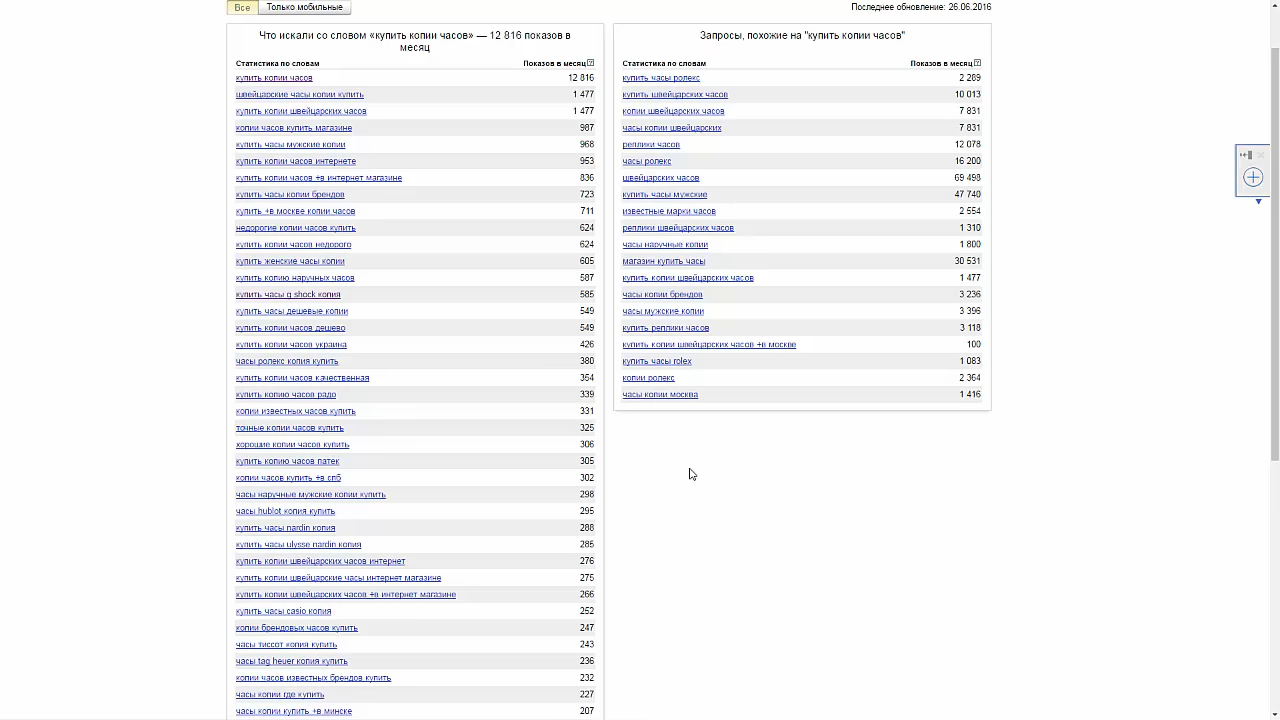 Все Только мобильные Последнее обновление: 26.06.2016
Что искали со словом «купить копии часов» — 12 816 показов в
месяц
Статистика по словам Показов в месяц ?
купить копии часов 12 816
швейцарские часы копии купить 1 477
купить копии швейцарских часов 1 477
копии часов купить магазине 987
купить часы мужские копии 968
купить копии часов интернете 953
купить копии часов +в интернет магазине 836
купить часы копии брендов 723
купить +в москве копии часов 711
недорогие копии часов купить 624
купить копии часов недорого 624
купить женские часы копии 605
купить копию наручных часов 587
купить часы g shock копия 585
купить часы дешевые копии 549
купить копии часов дешево 549
купить копии часов украина 426
часы ролекс копия купить 380
купить копии часов качественная 354
купить копию часов радо 339
копии известных часов купить 331
точные копии часов купить 325
хорошие копии часов купить 306
купить копию часов патек 305
копии часов купить +в спб 302
часы наручные мужские копии купить 298
часы hublot копия купить 295
купить часы nardin копия 288
купить часы ulysse nardin копия 285
купить копии швейцарских часов интернет 276
купить копии швейцарские часы интернет магазине 275
купить копии швейцарских часов +в интернет магазине 266
купить часы casio копия 252
копии брендовых часов купить 247
часы тиссот копия купить 243
часы tag heuer копия купить 236
копии часов известных брендов купить 232
часы копии где купить 227
часы копии купить +в минске 207
Запросы, похожие на "купить копии часов"
Статистика по словам Показов в месяц ?
купить часы ролекс 2 289
купить швейцарских часов 10 013
копии швейцарских часов 7 831
часы копии швейцарских 7 831
реплики часов 12 078
часы ролекс 16 200
швейцарских часов 69 498
купить часы мужские 47 740
известные марки часов 2 554
реплики швейцарских часов 1 310
часы наручные копии 1 800
магазин купить часы 30 531
купить копии швейцарских часов 1 477
часы копии брендов 3 236
часы мужские копии 3 396
купить реплики часов 3 118
купить копии швейцарских часов +в москве 100
купить часы rolex 1 083
копии ролекс 2 364
часы копии москва 1 416